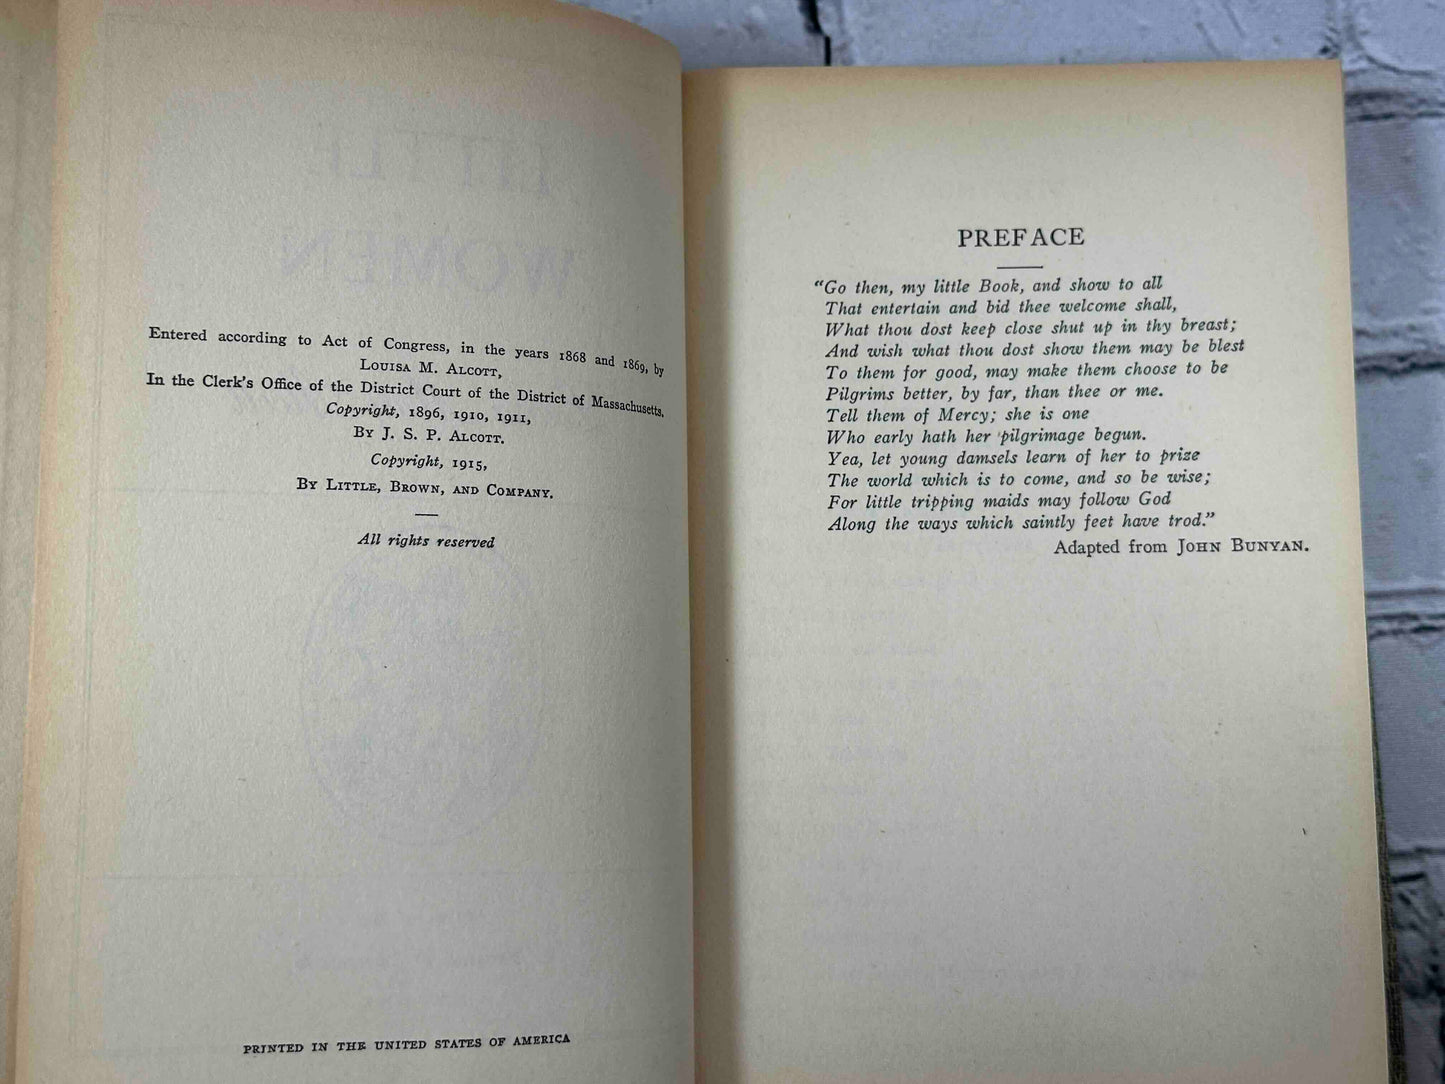 Entered according to Act of Congress, in the years 1868 and 1869, by
Louisa M. Alcott,
In the Clerk's Office of the District Court of the District of Massachusetts.
Copyright, 1896, 1910, 1911,
By J. S. P. Alcott.
Copyright, 1915,
By Little, Brown, and Company.
All rights reserved
PRINTED IN THE UNITED STATES OF AMERICA
PREFACE
“Go then, my little Book, and show to all
That entertain and bid thee welcome shall,
What thou dost keep close shut up in thy breast;
And wish what thou dost show them may be blest
To them for good, may make them choose to be
Pilgrims better, by far, than thee or me.
Tell them of Mercy; she is one
Who early hath her pilgrimage begun.
Yea, let young damsels learn of her to prize
The world which is to come, and so be wise;
For little tripping maids may follow God
Along the ways which saintly feet have trod.”
Adapted from John Bunyan.